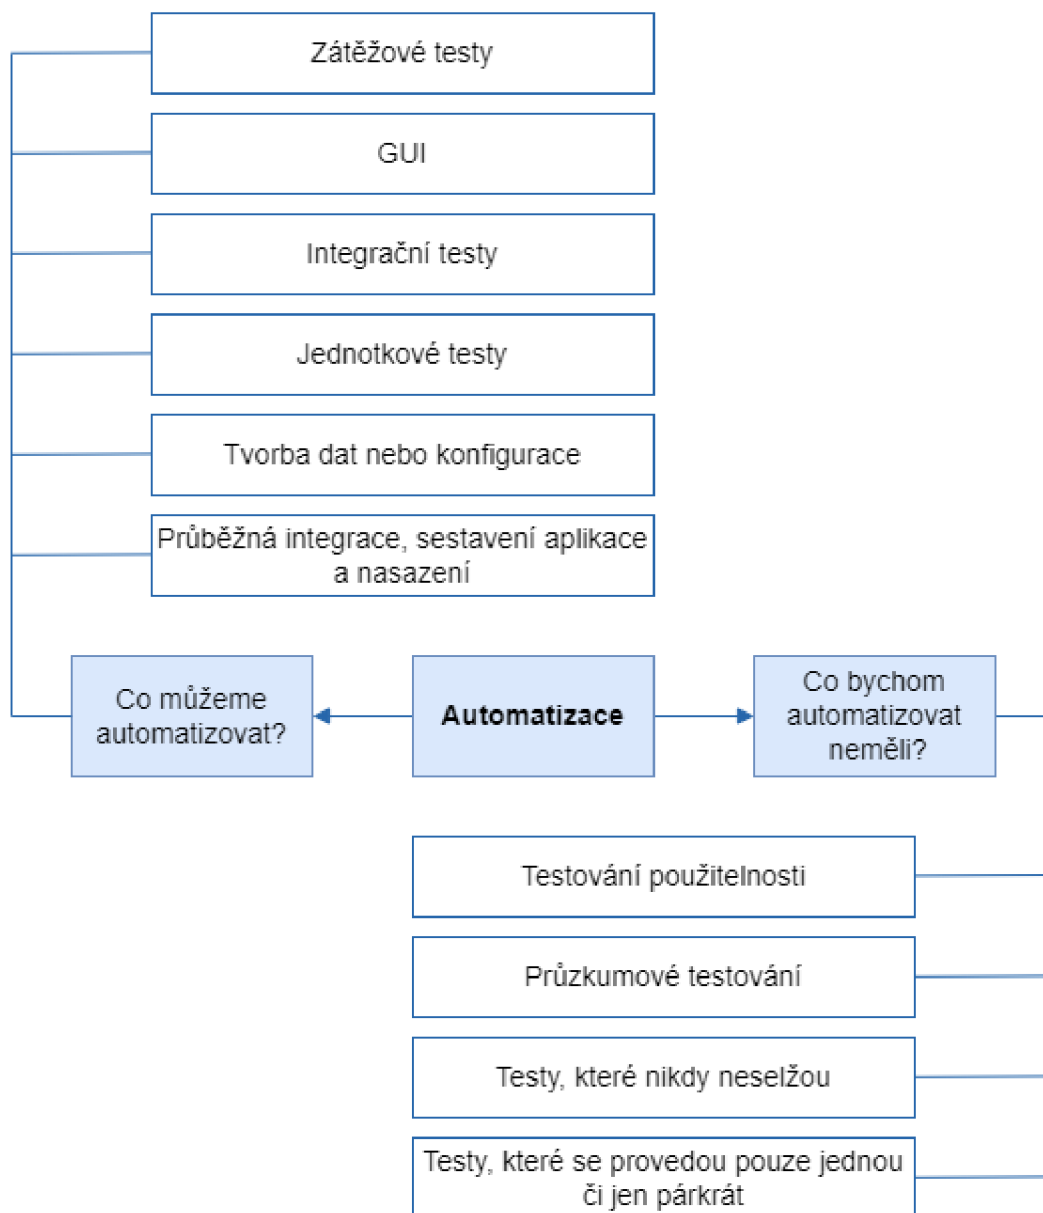 Zátěžové testy
GUI
Integrační testy
Jednotkové testy
Tvorba dat nebo konfigurace
Průběžná integrace, sestavení aplikace
a nasazení
Co můžeme
automatizovat?
Automatizace
Co bychom
automatizovat
neměli?
Testování použitelnosti
Průzkumové testování
Testy, které nikdy neselžou
Testy, které se provedou pouze jednou
či jen párkrát